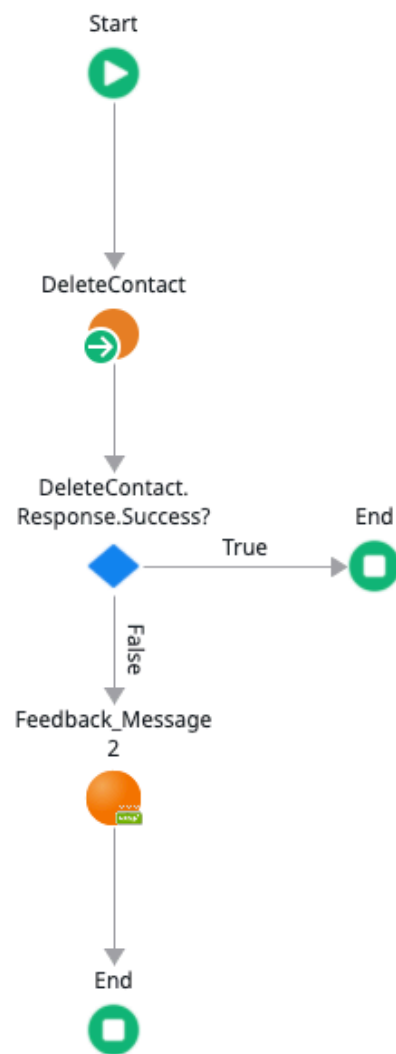 Start
DeleteContact
DeleteContact.
Response.Success?
End
True
False
Feedback_Message
2
End